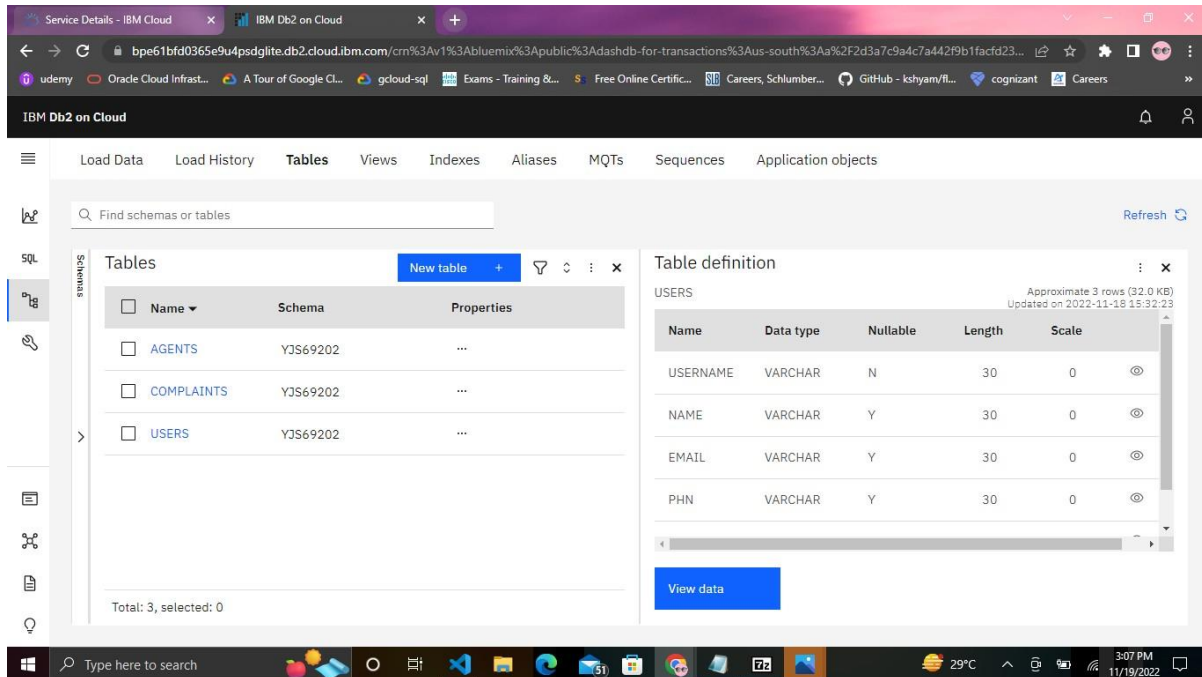 Service Details - IBM Cloud
IBM Db2 on Cloud
bpe61bfd0365e9u4psdglite.db2.cloud.ibm.com/crn%3Av1%3Abluemix%3Apublic%3Adashdb-for-transactions%3Aus-south%3Aa%2F2d3a7c9a4c7a442f9b1facfd23...
udemy Oracle Cloud Infrast... A Tour of Google Cl... gcloud-sql Exams - Training &... Free Online Certific... Careers, Schlumber... GitHub - kshyam/fl... cognizant Careers »
IBM Db2 on Cloud
Load Data Load History Tables Views Indexes Aliases MQTs Sequences Application objects
Find schemas or tables
Refresh
SQL
Schemas
Tables
New table +
Name Schema Properties
AGENTS YJS69202 ...
COMPLAINTS YJS69202 ...
USERS YJS69202 ...
Total: 3, selected: 0
Table definition
USERS
Approximate 3 rows (32.0 KB)
Updated on 2022-11-18 15:32:23
Name Data type Nullable Length Scale
USERNAME VARCHAR N 30 0
NAME VARCHAR Y 30 0
EMAIL VARCHAR Y 30 0
PHN VARCHAR Y 30 0
View data
Type here to search
51
29°C
3:07 PM
11/19/2022